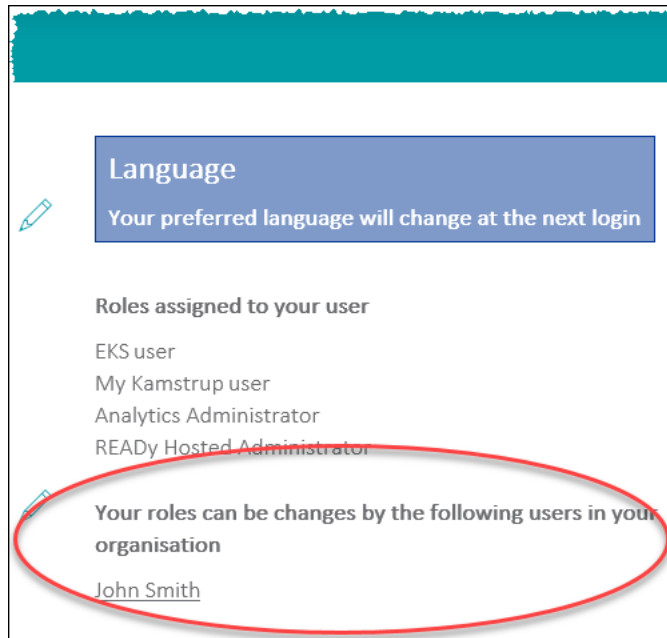 Language
Your preferred language will change at the next login
Roles assigned to your user
EKS user
My Kamstrup user
Analytics Administrator
READy Hosted Administrator
Your roles can be changes by the following users in your
organisation
John Smith